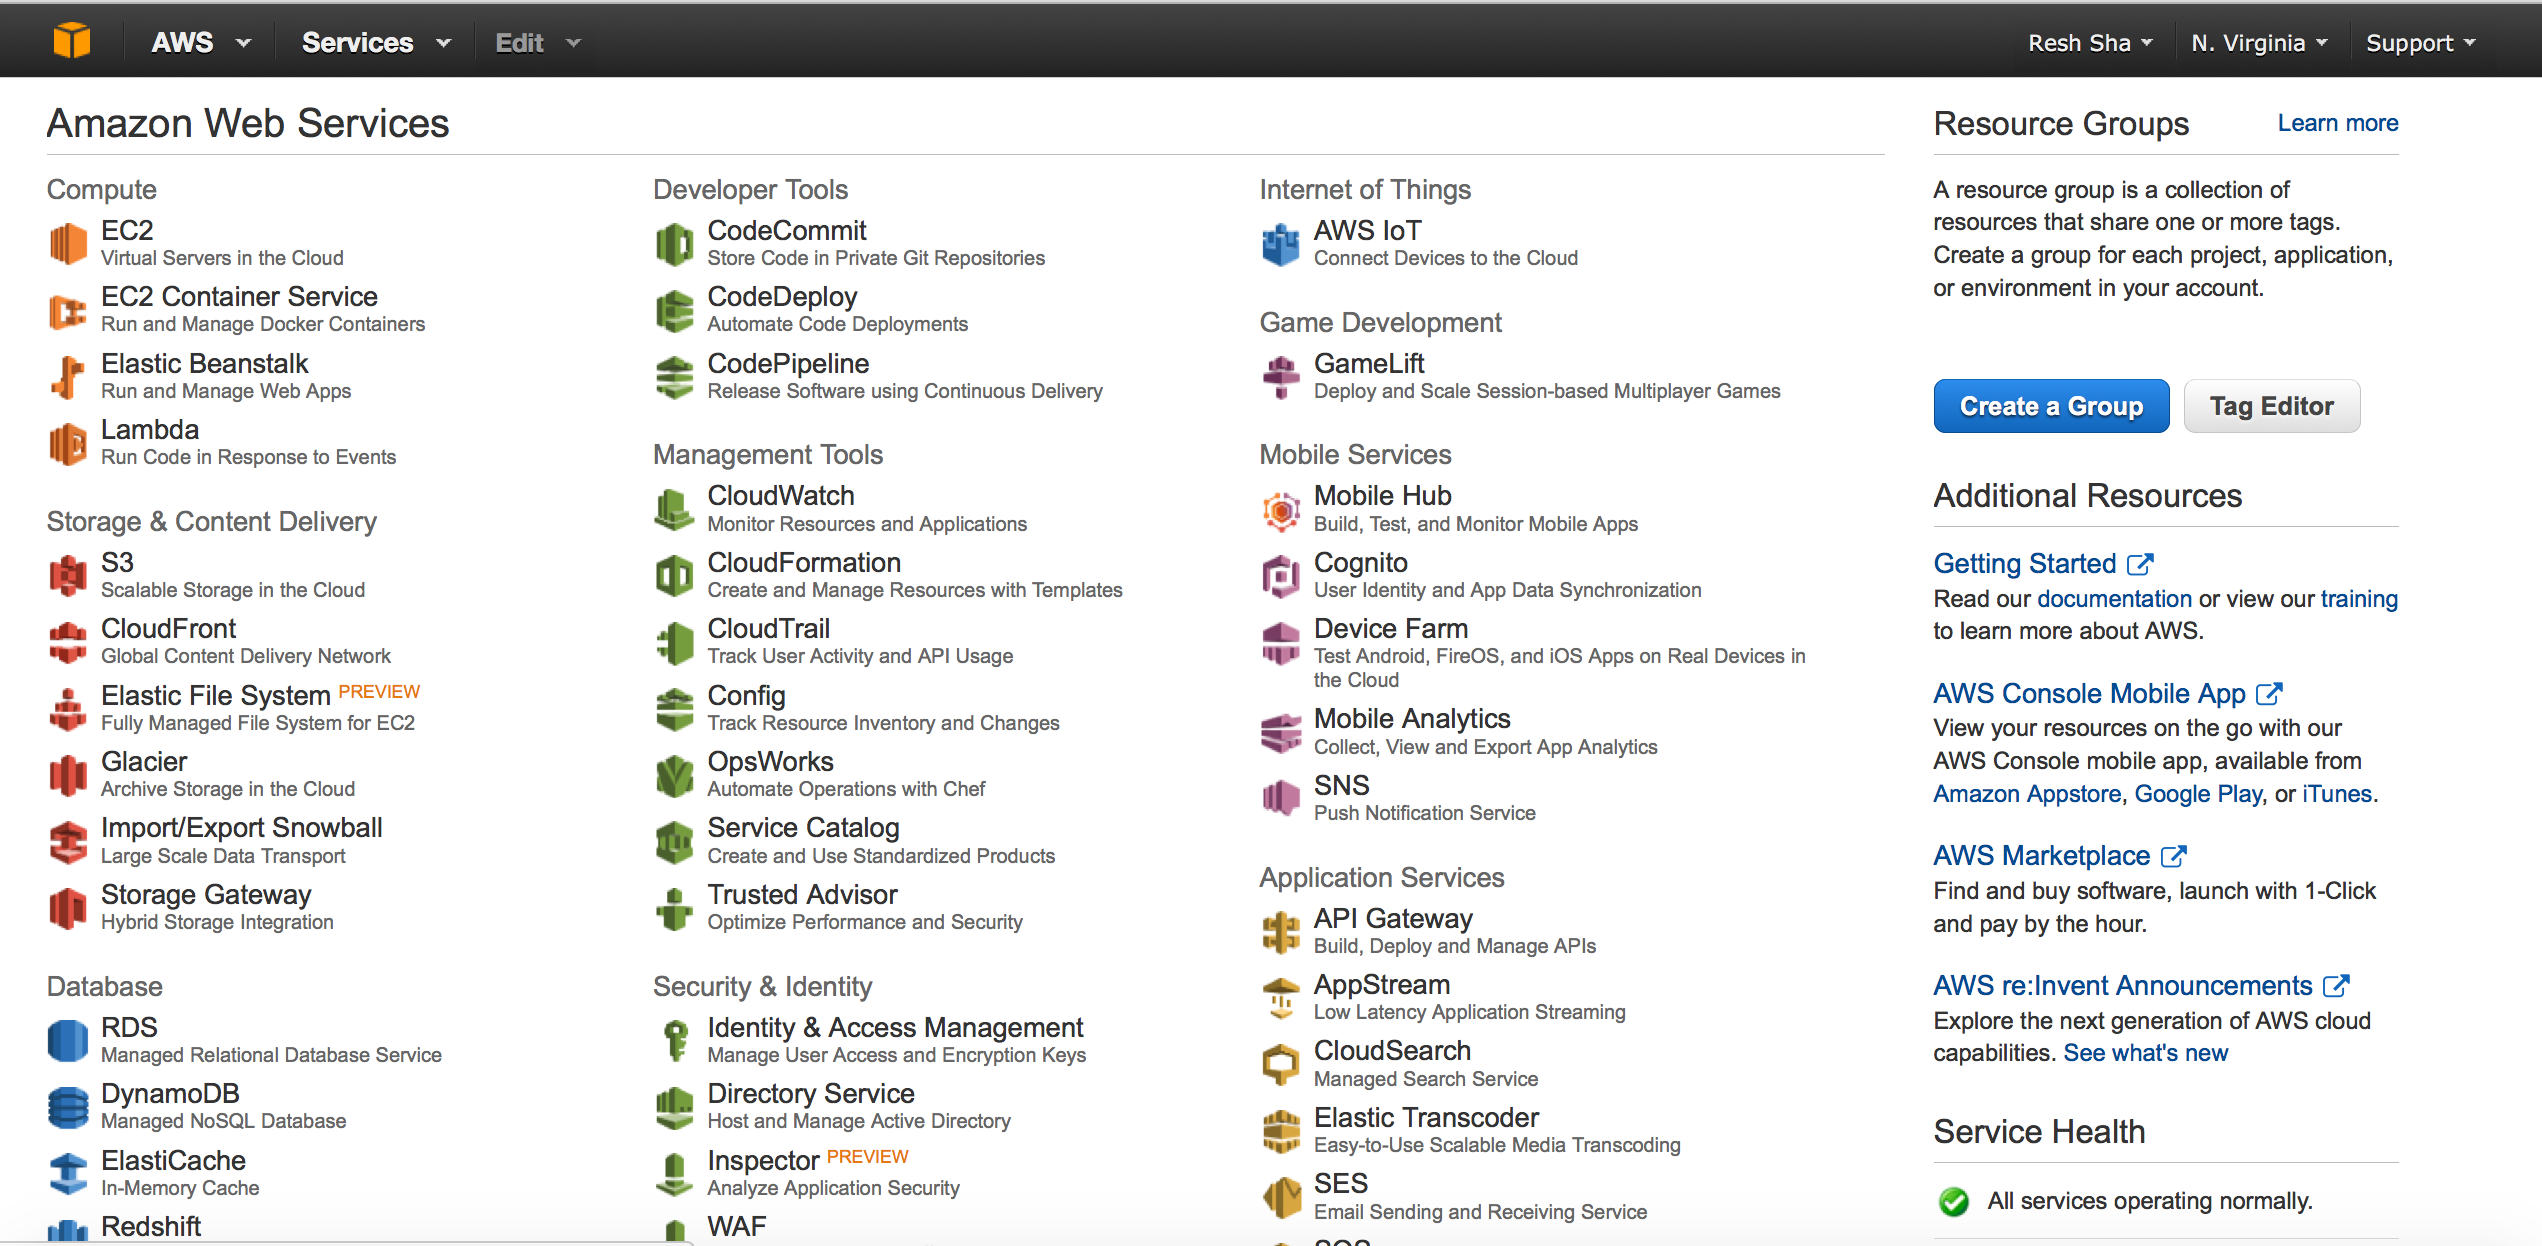 AWS
Services
Edit
Resh Sha
N. Virginia
Support
Amazon Web Services
Compute
EC2
Virtual Servers in the Cloud
EC2 Container Service
Run and Manage Docker Containers
Elastic Beanstalk
Run and Manage Web Apps
Lambda
Run Code in Response to Events
Storage & Content Delivery
S3
Scalable Storage in the Cloud
CloudFront
Global Content Delivery Network
Elastic File System PREVIEW
Fully Managed File System for EC2
Glacier
Archive Storage in the Cloud
Import/Export Snowball
Large Scale Data Transport
Storage Gateway
Hybrid Storage Integration
Database
RDS
Managed Relational Database Service
DynamoDB
Managed NoSQL Database
ElastiCache
In-Memory Cache
Redshift
Developer Tools
CodeCommit
Store Code in Private Git Repositories
CodeDeploy
Automate Code Deployments
CodePipeline
Release Software using Continuous Delivery
Management Tools
CloudWatch
Monitor Resources and Applications
CloudFormation
Create and Manage Resources with Templates
CloudTrail
Track User Activity and API Usage
Config
Track Resource Inventory and Changes
OpsWorks
Automate Operations with Chef
Service Catalog
Create and Use Standardized Products
Trusted Advisor
Optimize Performance and Security
Security & Identity
Identity & Access Management
Manage User Access and Encryption Keys
Directory Service
Host and Manage Active Directory
Inspector PREVIEW
Analyze Application Security
WAF
Internet of Things
AWS IoT
Connect Devices to the Cloud
Game Development
GameLift
Deploy and Scale Session-based Multiplayer Games
Mobile Services
Mobile Hub
Build, Test, and Monitor Mobile Apps
Cognito
User Identity and App Data Synchronization
Device Farm
Test Android, FireOS, and iOS Apps on Real Devices in
the Cloud
Mobile Analytics
Collect, View and Export App Analytics
SNS
Push Notification Service
Application Services
API Gateway
Build, Deploy and Manage APIs
AppStream
Low Latency Application Streaming
CloudSearch
Managed Search Service
Elastic Transcoder
Easy-to-Use Scalable Media Transcoding
SES
Email Sending and Receiving Service
Resource Groups
Learn more
A resource group is a collection of
resources that share one or more tags.
Create a group for each project, application,
or environment in your account.
Create a Group
Tag Editor
Additional Resources
Getting Started
Read our documentation or view our training
to learn more about AWS.
AWS Console Mobile App
View your resources on the go with our
AWS Console mobile app, available from
Amazon Appstore, Google Play, or iTunes.
AWS Marketplace
Find and buy software, launch with 1-Click
and pay by the hour.
AWS re:Invent Announcements
Explore the next generation of AWS cloud
capabilities. See what's new
Service Health
All services operating normally.